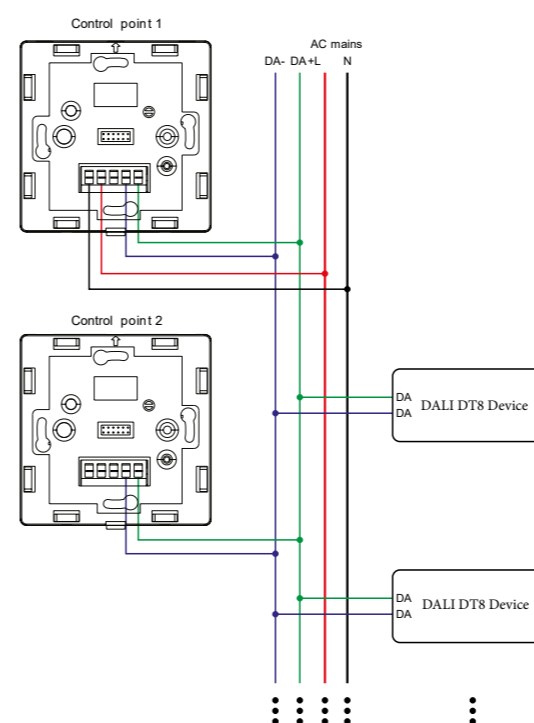 Control point 1
AC mains
DA- DA+L N
Control point 2
DA
DA
DALI DT8 Device
DA
DA
DALI DT8 Device